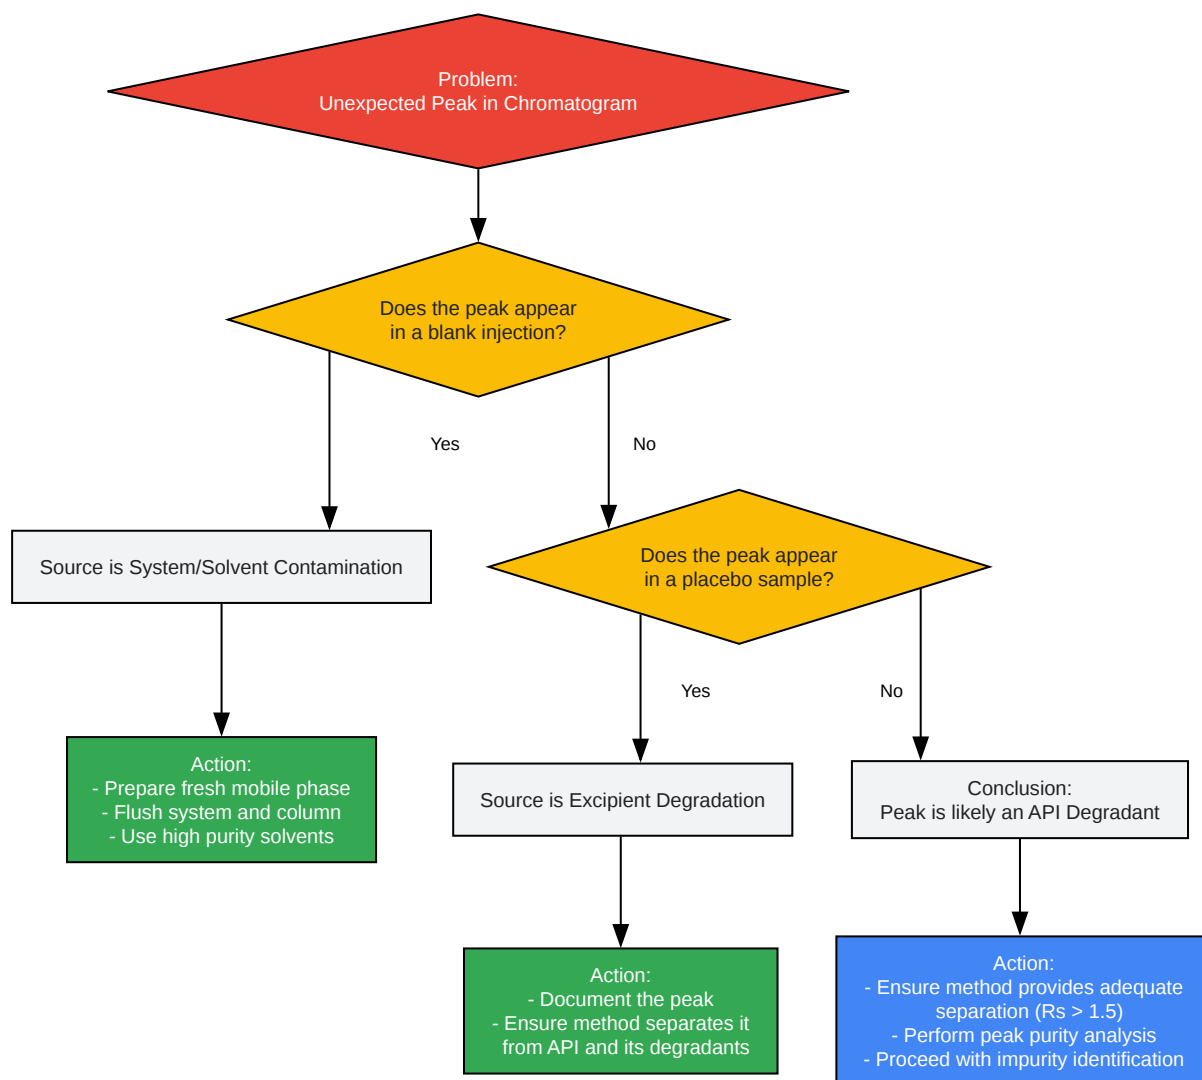 Problem:
Unexpected Peak in Chromatogram
Does the peak appear
in a blank injection?
Yes
No
Source is System/Solvent Contamination
Does the peak appear
in a placebo sample?
Yes
No
Action:
- Prepare fresh mobile phase
- Flush system and column
- Use high purity solvents
Source is Excipient Degradation
Conclusion:
Peak is likely an API Degradant
Action:
- Document the peak
- Ensure method separates it
from API and its degradants
Action:
- Ensure method provides adequate
separation (Rs > 1.5)
- Perform peak purity analysis
- Proceed with impurity identification